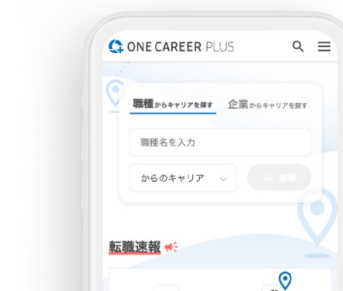 ONE CAREER PLUS
職種からキャリアを探す 企業からキャリアを探す
職種名を入力
からのキャリア 検索
転職速報